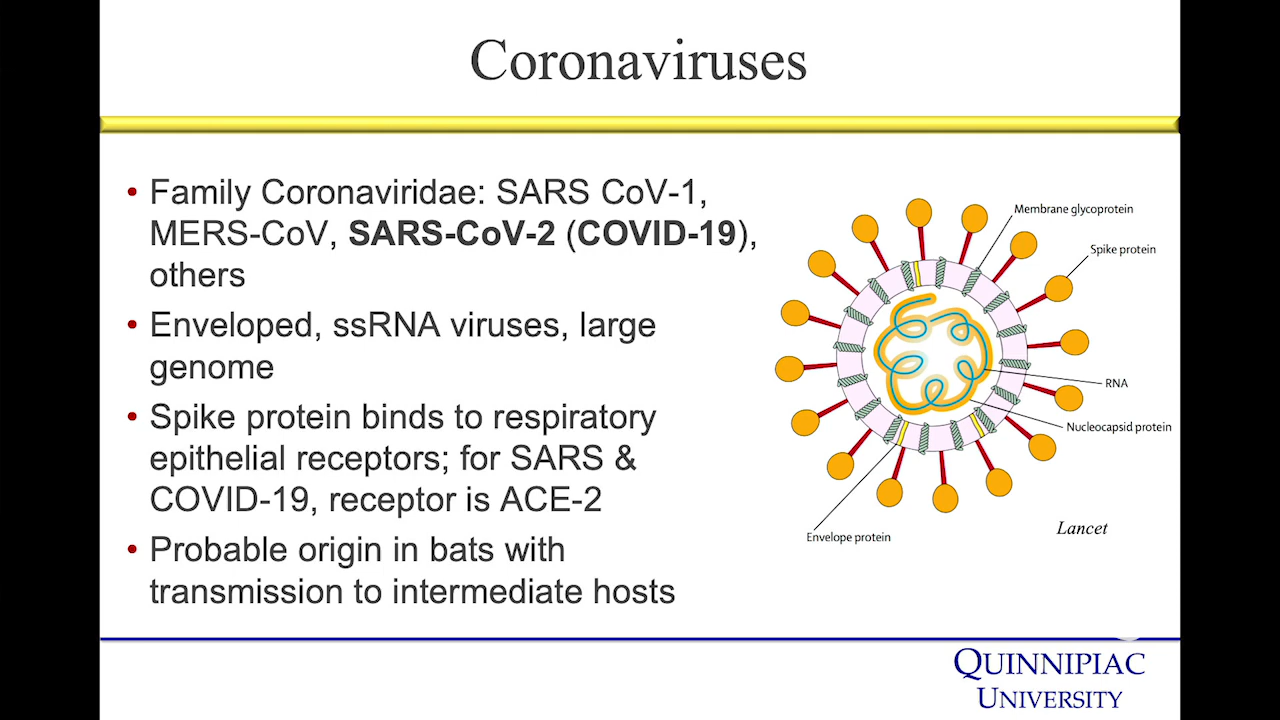 Coronaviruses
• Family Coronaviridae: SARS CoV-1,
MERS-CoV, SARS-CoV-2 (COVID-19),
others
• Enveloped, ssRNA viruses, large
genome
• Spike protein binds to respiratory
epithelial receptors; for SARS &
COVID-19, receptor is ACE-2
• Probable origin in bats with
transmission to intermediate hosts
Membrane glycoprotein
Spike protein
RNA
Nucleocapsid protein
Envelope protein
Lancet
QUINNIPIAC
UNIVERSITY